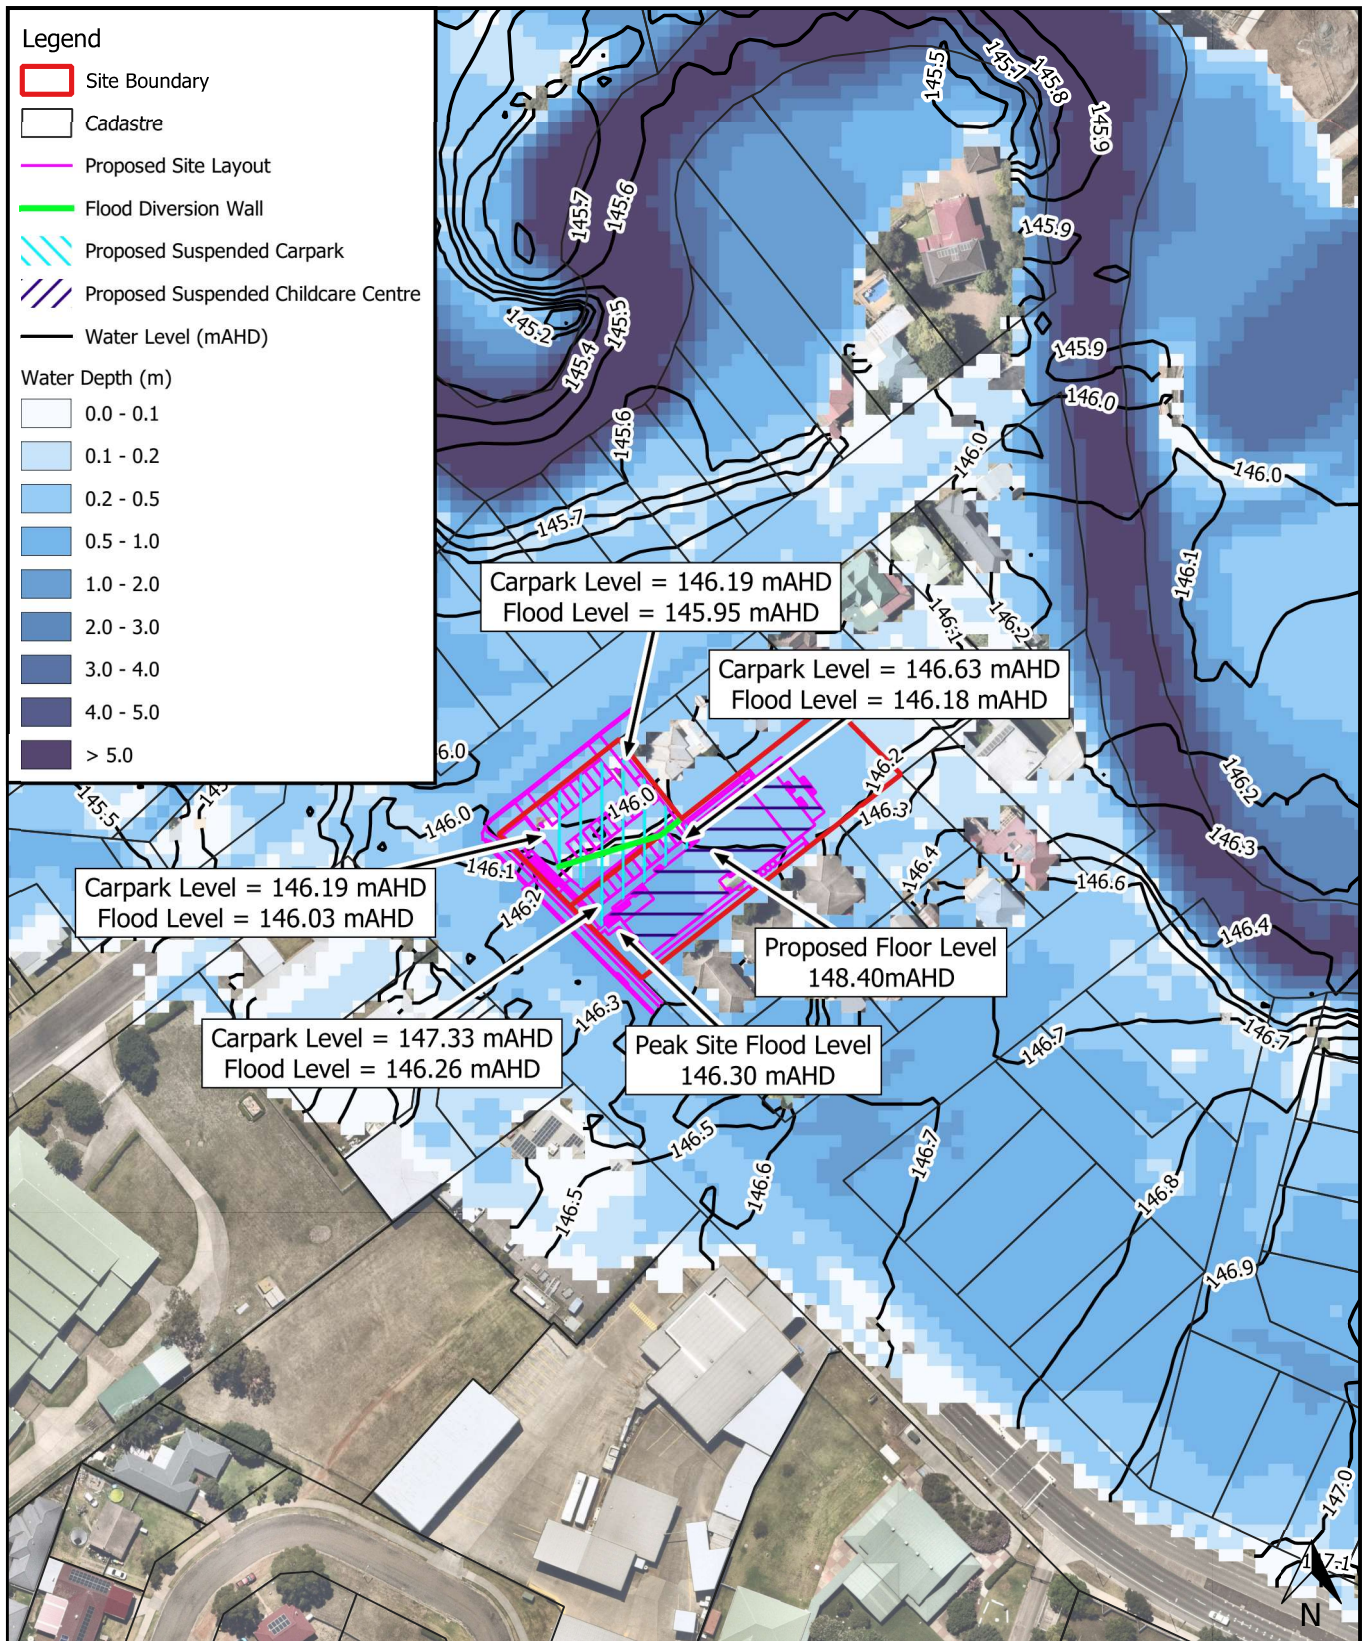 Legend
Site Boundary
Cadastre
Proposed Site Layout
Flood Diversion Wall
Proposed Suspended Carpark
Proposed Suspended Childcare Centre
Water Level (mAHD)
Water Depth (m)
0.0 - 0.1
0.1 - 0.2
0.2 - 0.5
0.5 - 1.0
1.0 - 2.0
2.0 - 3.0
3.0 - 4.0
4.0 - 5.0
> 5.0
145.5
145.7
145.8
145.9
145.7
145.6
145.9
145.2
145.5
145.4
145.9
146.0
145.6
146.0
146.0
145.7
146.1
Carpark Level = 146.19 mAHD
Flood Level = 145.95 mAHD
146.1
146.2
Carpark Level = 146.63 mAHD
Flood Level = 146.18 mAHD
6.0
146.2
146.2
145.5
146.0
146.0
146.3
146.3
146.1
146.4
146.6
Carpark Level = 146.19 mAHD
Flood Level = 146.03 mAHD
146.2
146.4
Proposed Floor Level
148.40mAHD
146.3
146.7
146.7
Carpark Level = 147.33 mAHD
Flood Level = 146.26 mAHD
Peak Site Flood Level
146.30 mAHD
146.5
146.7
146.6
146.8
146.5
146.9
147.0
N